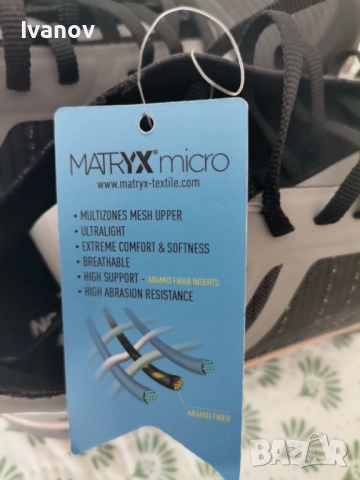 Ivanov
MATRYX® micro
www.matryx-textile.com
• MULTIZONES MESH UPPER
• ULTRALIGHT
• EXTREME COMFORT & SOFTNESS
• BREATHABLE
• HIGH SUPPORT - ARAMID FIBER INSERTS
• HIGH ABRASION RESISTANCE
ARAMID FIBER
bazar
БАЗАР